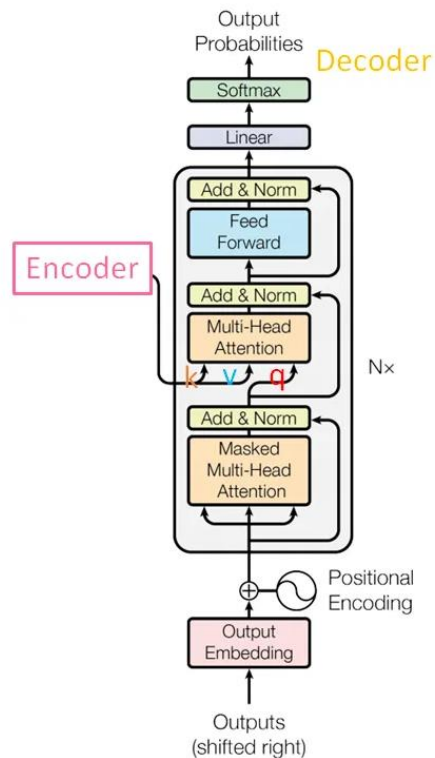 Output
Probabilities
Decoder
Softmax
Linear
Add & Norm
Feed
Forward
Encoder
Add & Norm
Multi-Head
Attention
k v q
N×
Add & Norm
Masked
Multi-Head
Attention
Positional
Encoding
Output
Embedding
Outputs
(shifted right)